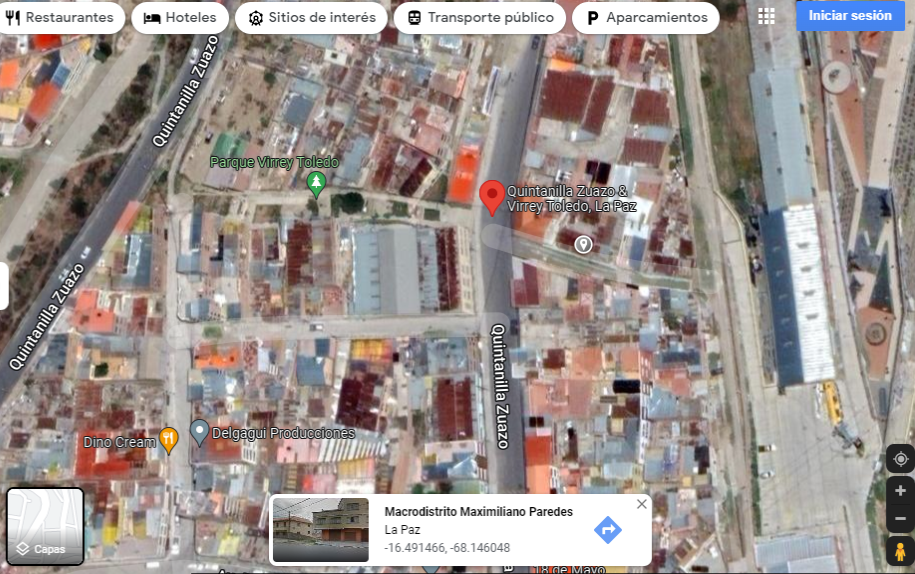 Restaurantes
Hoteles
Sitios de interés
Transporte público
Aparcamientos
Iniciar sesión
Quintanilla Zuazo
Parque Virrey Toledo
Quintanilla Zuazo &
Virrey Toledo, La Paz
Quintanilla Zuazo
Quintanilla Zuazo
Dino Cream
Delgagui Producciones
Macrodistrito Maximiliano Paredes
La Paz
-16.491466, -68.146048
Capas
18 de Mayo